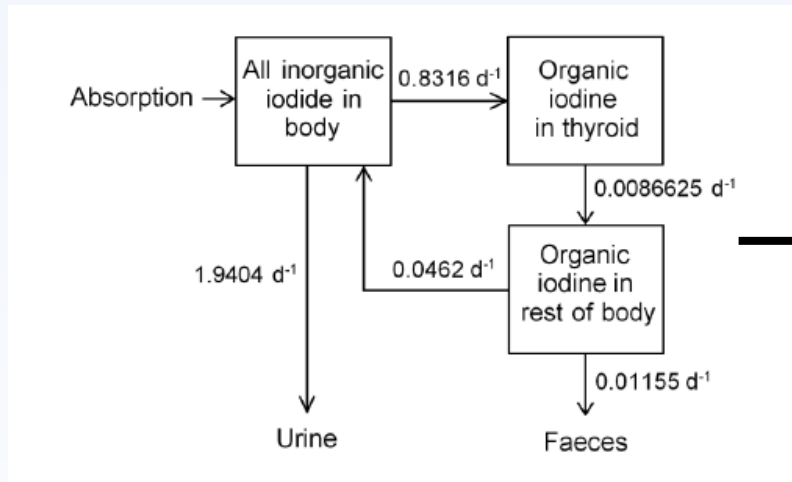 All inorganic
iodide in
body
Absorption
0.8316 d⁻¹
Organic
iodine
in thyroid
0.0086625 d⁻¹
Organic
iodine in
rest of body
0.0462 d⁻¹
1.9404 d⁻¹
0.01155 d⁻¹
Urine
Faeces